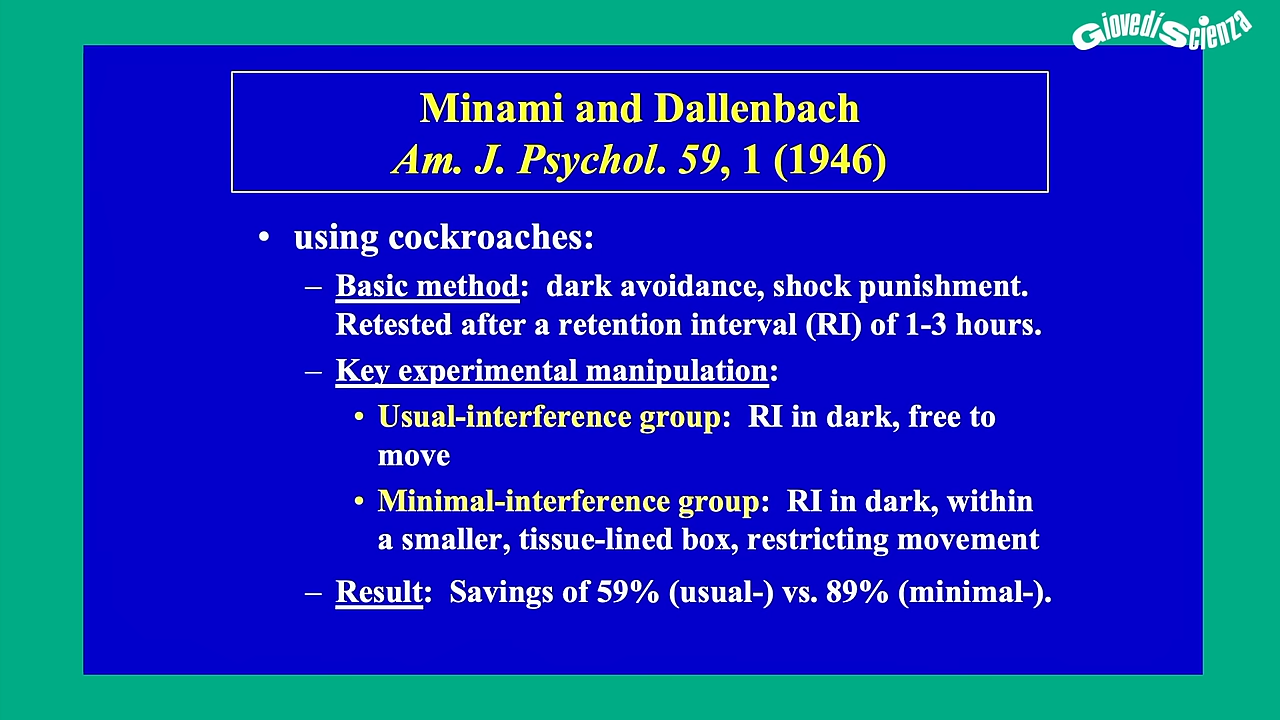 Giovedì Scienza
Minami and Dallenbach
Am. J. Psychol. 59, 1 (1946)
• using cockroaches:
– Basic method: dark avoidance, shock punishment.
Retested after a retention interval (RI) of 1-3 hours.
– Key experimental manipulation:
• Usual-interference group: RI in dark, free to
move
• Minimal-interference group: RI in dark, within
a smaller, tissue-lined box, restricting movement
– Result: Savings of 59% (usual-) vs. 89% (minimal-).